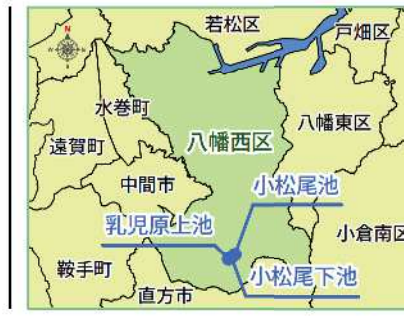 若松区
戸畑区
N
水巻町
八幡東区
遠賀町
八幡西区
中間市
小松尾池
乳児原上池
小倉南区
鞍手町
小松尾下池
直方市